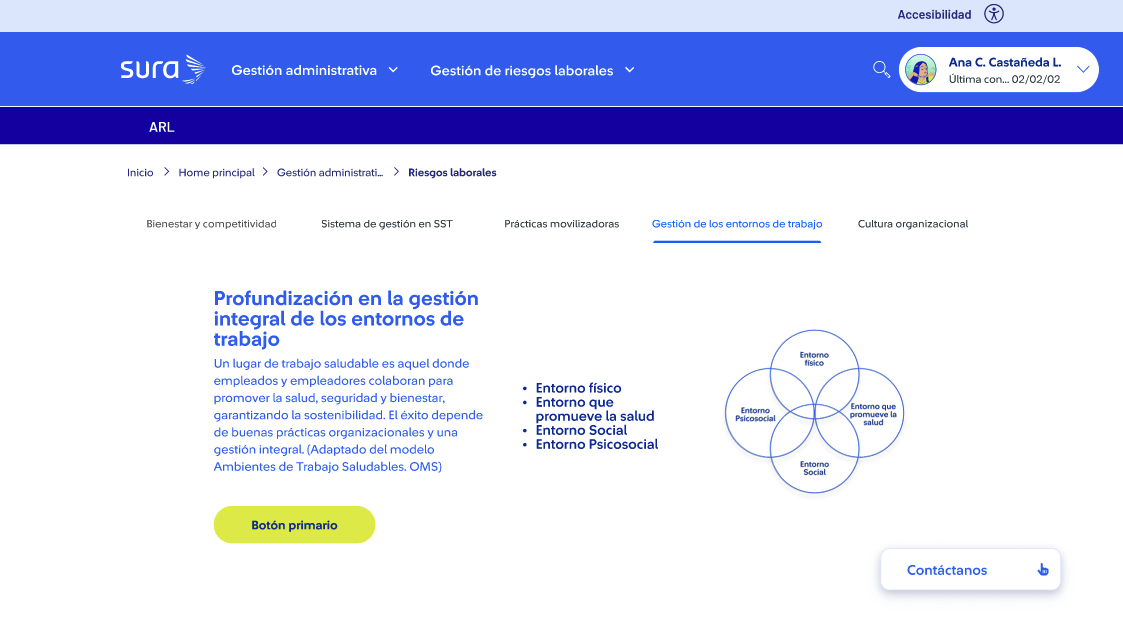 Accesibilidad
sura
Gestión administrativa
Gestión de riesgos laborales
Ana C. Castañeda L.
Última con... 02/02/02
ARL
Inicio > Home principal > Gestión administrati... > Riesgos laborales
Bienestar y competitividad
Sistema de gestión en SST
Prácticas movilizadoras
Gestión de los entornos de trabajo
Cultura organizacional
Profundización en la gestión
integral de los entornos de
trabajo
Un lugar de trabajo saludable es aquel donde
empleados y empleadores colaboran para
promover la salud, seguridad y bienestar,
garantizando la sostenibilidad. El éxito depende
de buenas prácticas organizacionales y una
gestión integral. (Adaptado del modelo
Ambientes de Trabajo Saludables. OMS)
Botón primario
• Entorno físico
• Entorno que
promueve la salud
• Entorno Social
• Entorno Psicosocial
Entorno
físico
Entorno
Psicosocial
Entorno que
promueve la
salud
Entorno
Social
Contáctanos